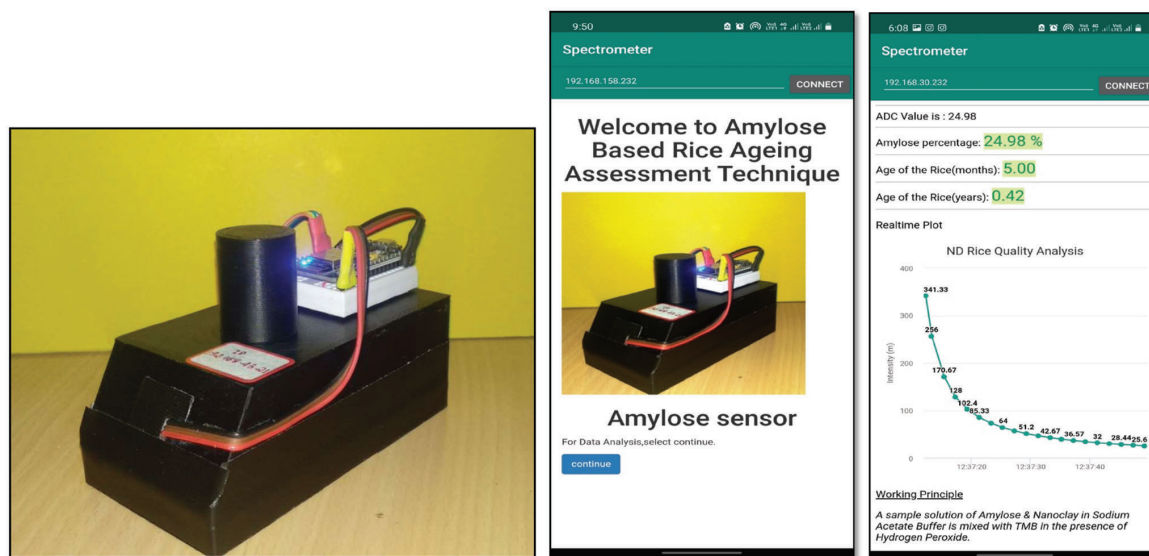 9:50
Spectrometer
192.168.158.232
CONNECT
Welcome to Amylose
Based Rice Ageing
Assessment Technique
Amylose sensor
For Data Analysis,select continue.
continue
6:08
Spectrometer
192.168.30.232
CONNECT
ADC Value is : 24.98
Amylose percentage: 24.98 %
Age of the Rice(months): 5.00
Age of the Rice(years): 0.42
Realtime Plot
ND Rice Quality Analysis
Intensity (m)
400
300
200
100
0
341.33
256
170.67
128
102.4
85.33
64
51.2
42.67
36.57
32
28.44
25.6
12:37:20
12:37:30
12:37:40
Working Principle
A sample solution of Amylose & Nanoclay in Sodium
Acetate Buffer is mixed with TMB in the presence of
Hydrogen Peroxide.